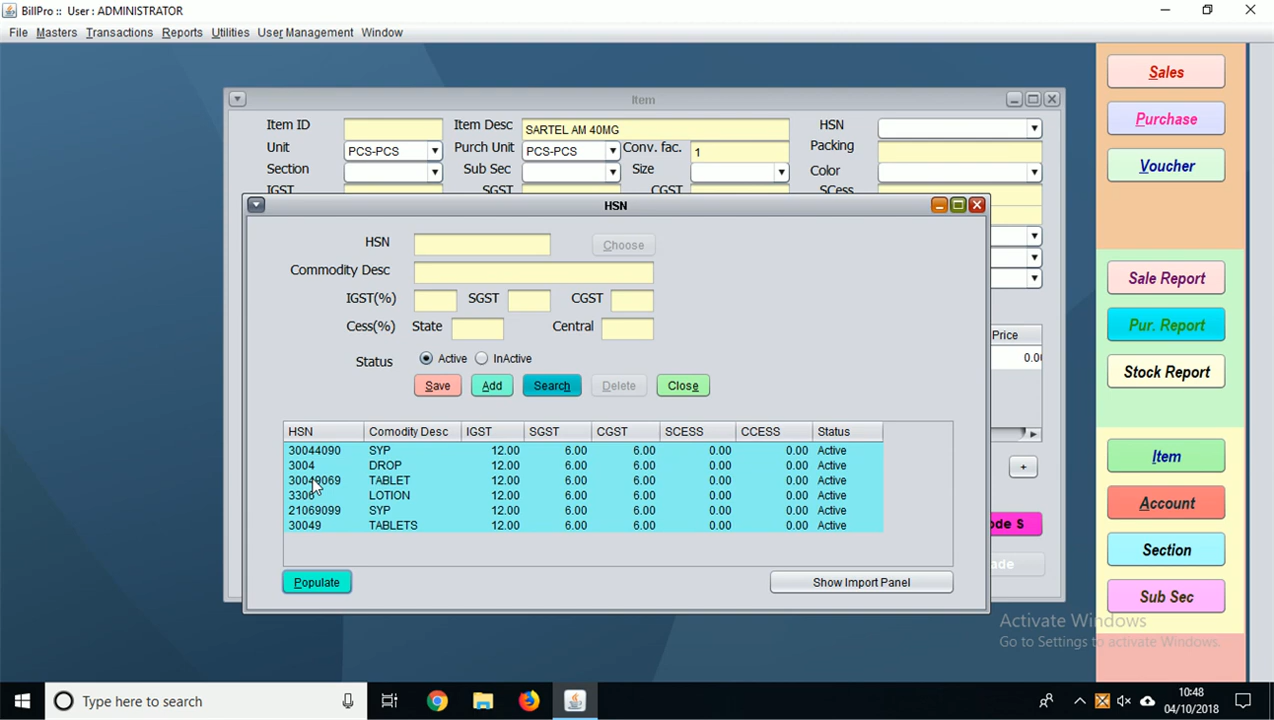 BillPro :: User : ADMINISTRATOR
File Masters Transactions Reports Utilities User Management Window
Item
Item ID Item Desc SARTEL AM 40MG HSN
Unit PCS-PCS Purch Unit PCS-PCS Conv. fac. 1 Packing
Section Sub Sec Size Color
IGST SGST CGST SCess
HSN
HSN Choose
Commodity Desc
IGST(%) SGST CGST
Cess(%) State Central
Status Active InActive
Save Add Search Delete Close
Price
0.0
HSN Comodity Desc IGST SGST CGST SCESS CCESS Status
30044090 SYP 12.00 6.00 6.00 0.00 0.00 Active
3004 DROP 12.00 6.00 6.00 0.00 0.00 Active
30049069 TABLET 12.00 6.00 6.00 0.00 0.00 Active
LOTION 12.00 6.00 6.00 0.00 0.00 Active
21069099 SYP 12.00 6.00 6.00 0.00 0.00 Active
30049 TABLETS 12.00 6.00 6.00 0.00 0.00 Active
+
ode S
ade
Populate Show Import Panel
Sales
Purchase
Voucher
Sale Report
Pur. Report
Stock Report
Item
Account
Section
Sub Sec
Activate Windows
Go to Settings to activate Windows.
Type here to search
10:48
04/10/2018